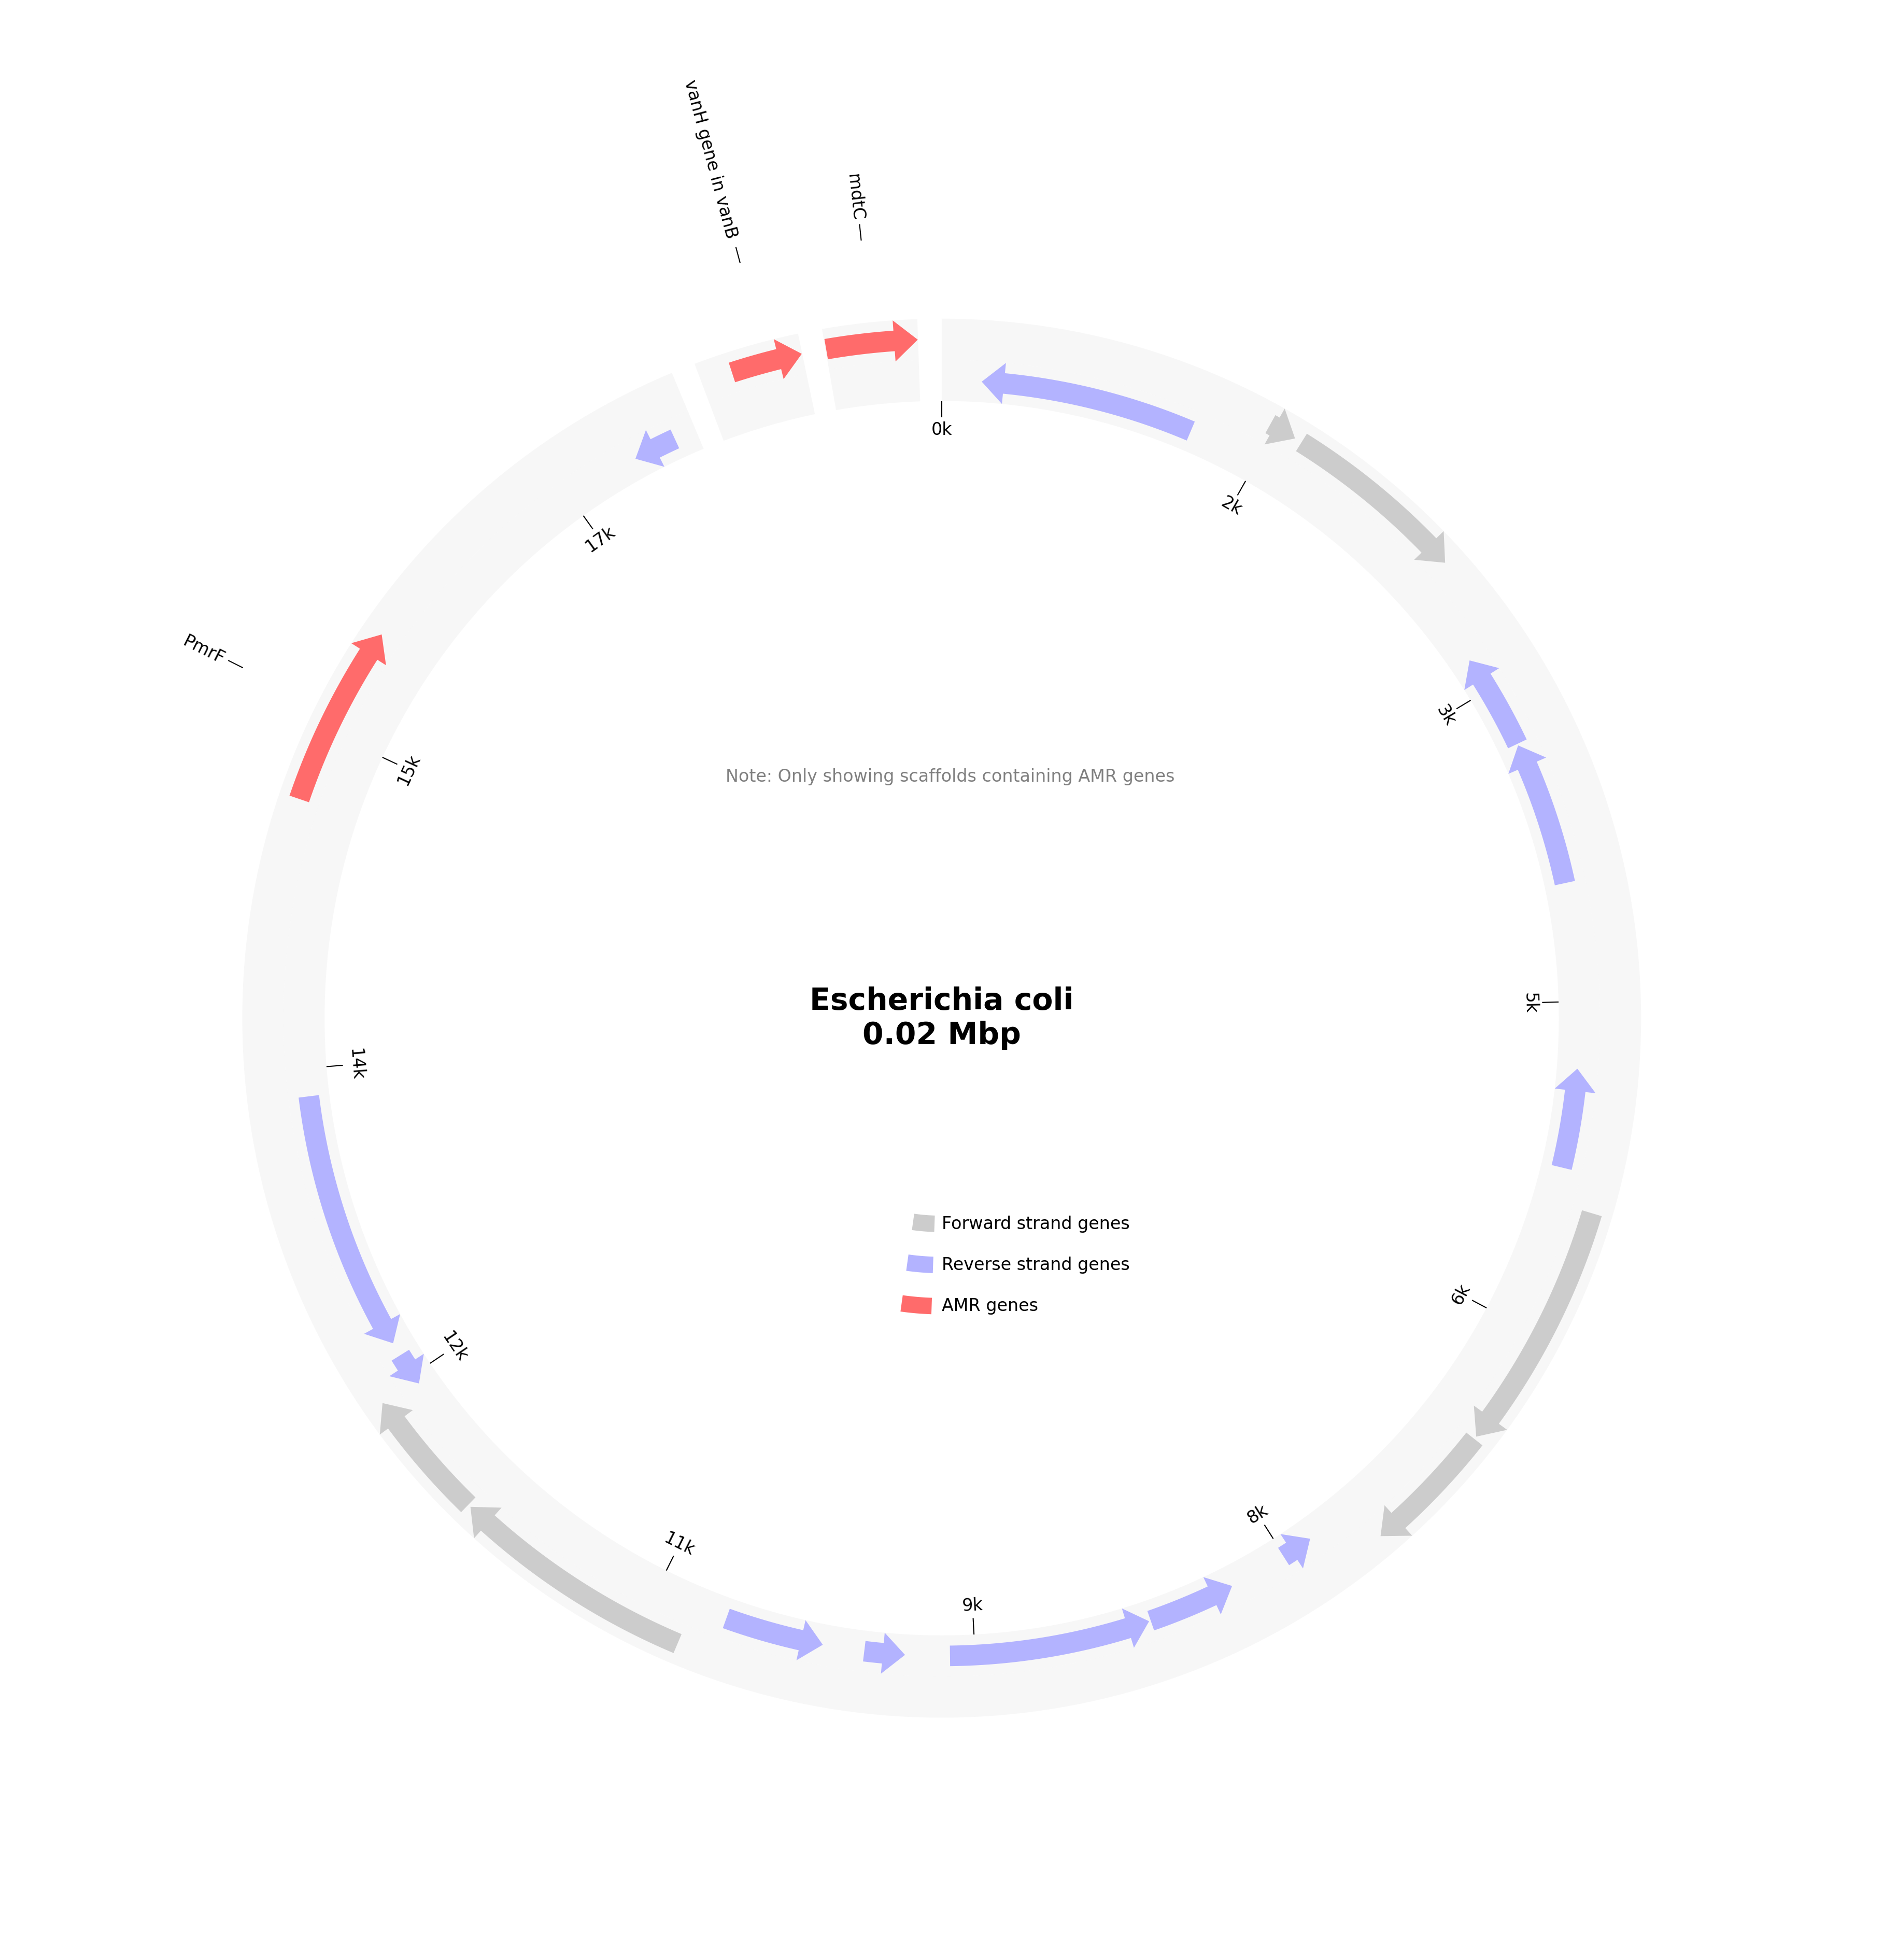 vanH gene in vanB
mdtC
PmrF
0k
2k
3k
5k
6k
8k
9k
11k
12k
14k
15k
17k
Note: Only showing scaffolds containing AMR genes
Escherichia coli
0.02 Mbp
Forward strand genes
Reverse strand genes
AMR genes